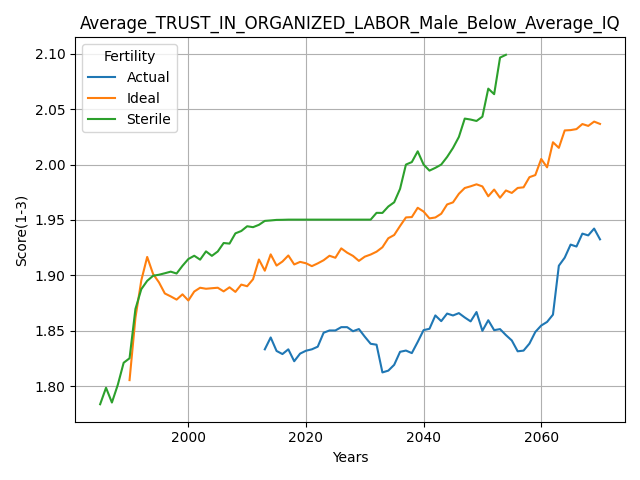 Average_TRUST_IN_ORGANIZED_LABOR_Male_Below_Average_IQ
Fertility
Actual
Ideal
Sterile
Score(1-3)
2.10
2.05
2.00
1.95
1.90
1.85
1.80
2000
2020
2040
2060
Years